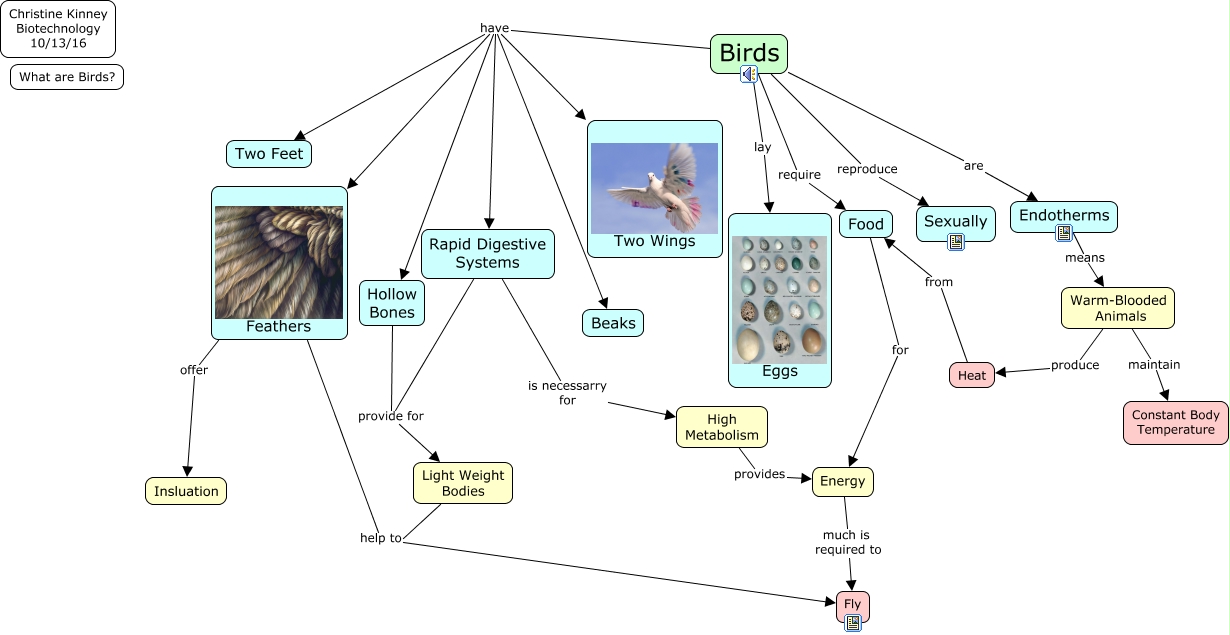 Christine Kinney
Biotechnology
10/13/16
What are Birds?
have
Birds
Two Feet
lay
require
reproduce
are
Feathers
Rapid Digestive
Systems
Two Wings
Food
Sexually
Endotherms
Hollow
Bones
Beaks
Eggs
means
from
Warm-Blooded
Animals
for
offer
produce
maintain
Heat
is necessarry
for
provide for
High
Metabolism
Constant Body
Temperature
Insluation
Light Weight
Bodies
provides
Energy
help to
much is
required to
Fly